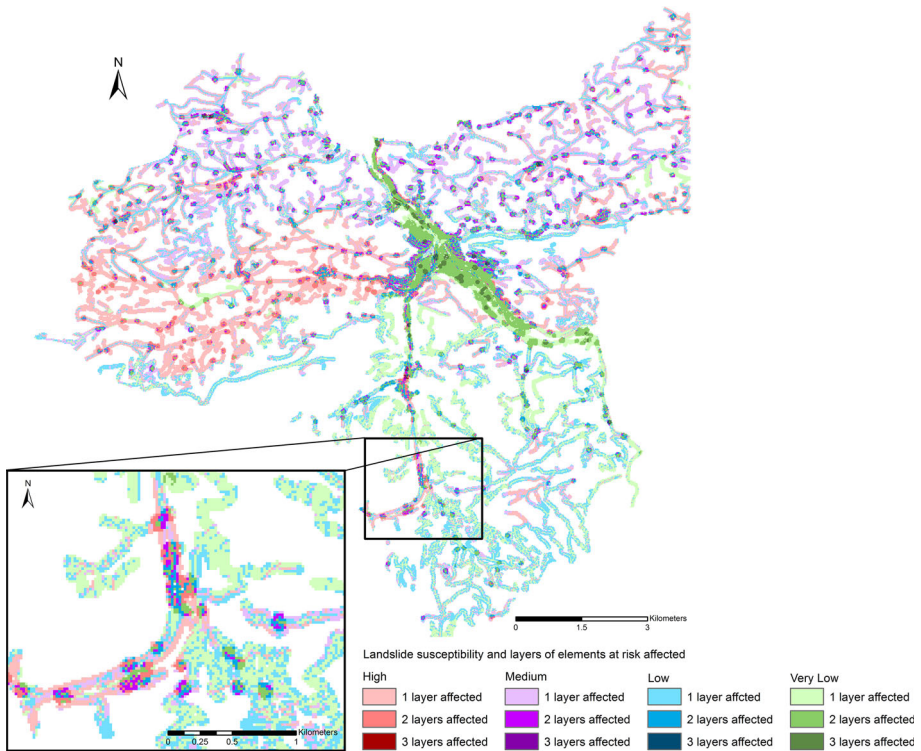 N
N
Kilometers
0 1.5 3
Kilometers
0 0.25 0.5 1
Landslide susceptibility and layers of elements at risk affected
High Medium Low Very Low
1 layer affected 1 layer affected 1 layer affcted 1 layer affected
2 layers affected 2 layers affected 2 layers affected 2 layers affected
3 layers affected 3 layers affected 3 layers affected 3 layers affected